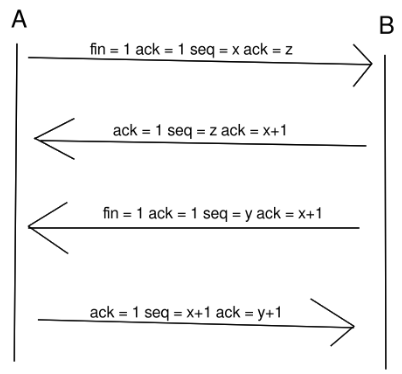 A
B
fin = 1 ack = 1 seq = x ack = z
ack = 1 seq = z ack = x+1
fin = 1 ack = 1 seq = y ack = x+1
ack = 1 seq = x+1 ack = y+1